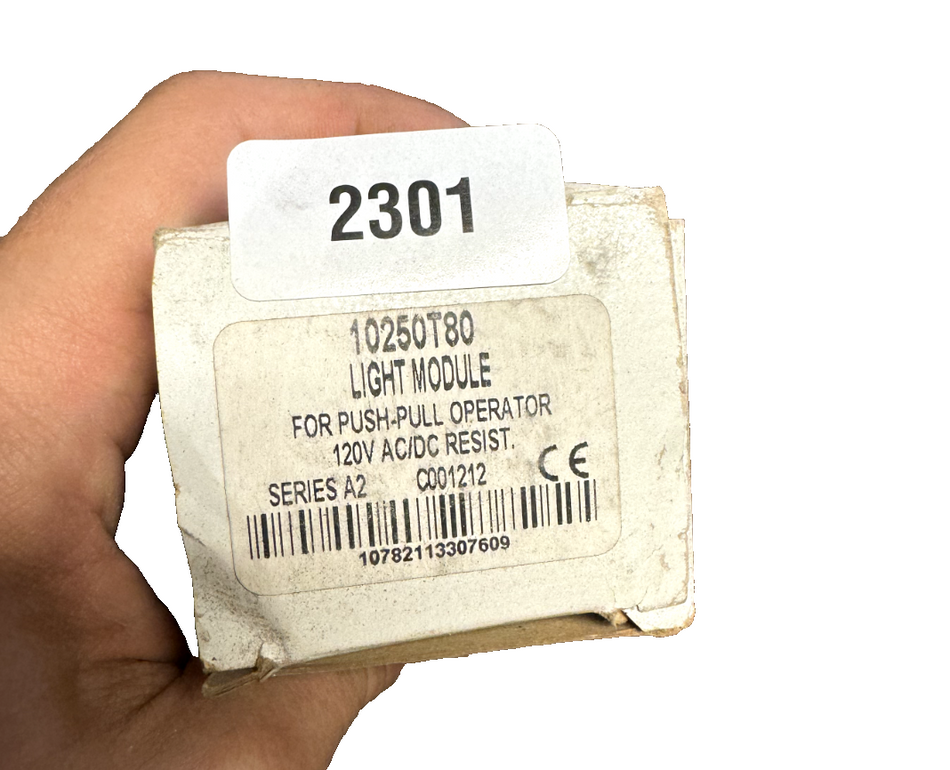 2301
10250T80
LIGHT MODULE
FOR PUSH-PULL OPERATOR
120V AC/DC RESIST.
SERIES A2 C001212 CE
10782113307609